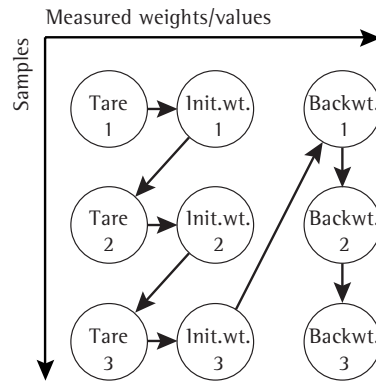 Measured weights/values
Samples
Tare
1
Init.wt.
1
Backwt.
1
Tare
2
Init.wt.
2
Backwt.
2
Tare
3
Init.wt.
3
Backwt.
3